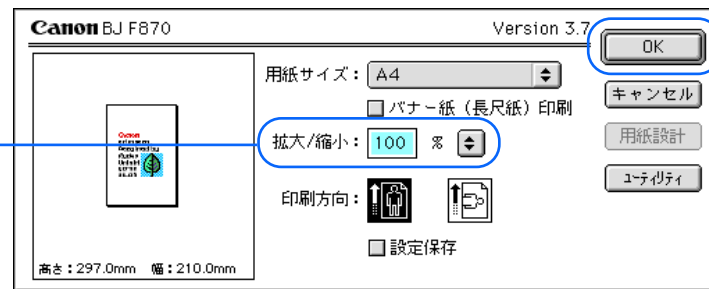 Canon BJ F870
Version 3.7
OK
用紙サイズ：A4
バナー紙（長尺紙）印刷
キャンセル
拡大/縮小：100 %
用紙設計
ユーティリティ
印刷方向：
設定保存
Canon
高さ：297.0mm 幅：210.0mm